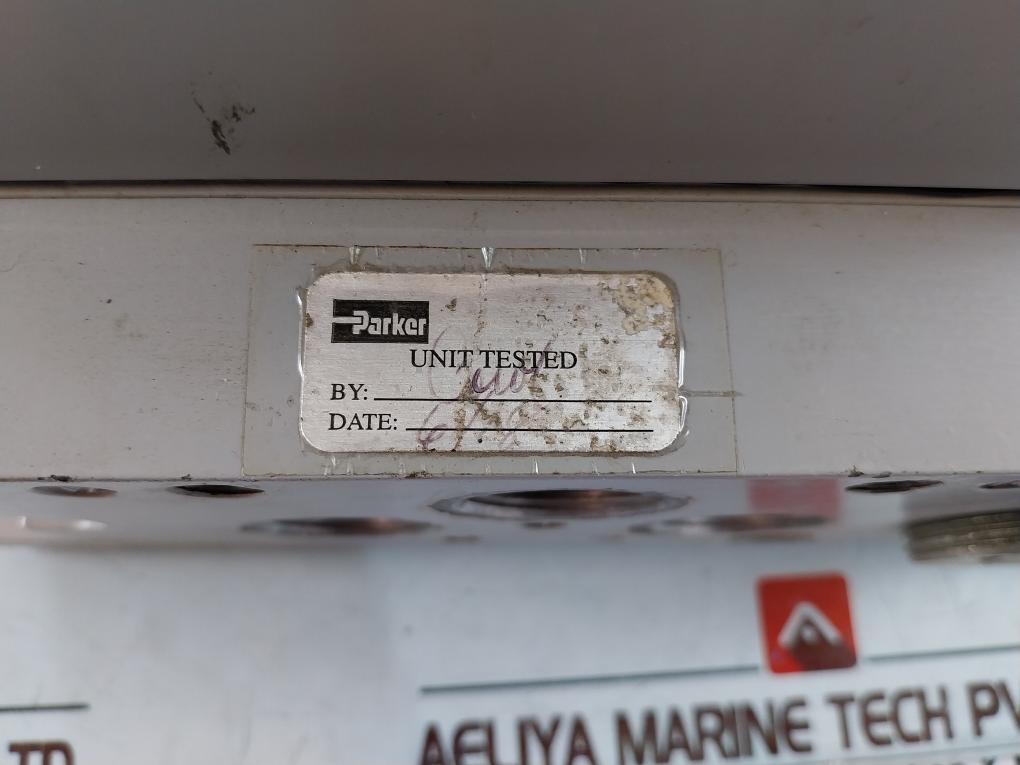 Parker
UNIT TESTED
BY:
DATE:
AELIYA MARINE TECH PV